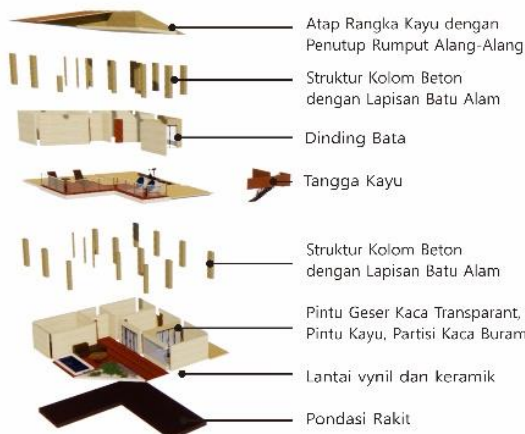 Atap Rangka Kayu dengan
Penutup Rumput Alang-Alang
Struktur Kolom Beton
dengan Lapisan Batu Alam
Dinding Bata
Tangga Kayu
Struktur Kolom Beton
dengan Lapisan Batu Alam
Pintu Geser Kaca Transparant,
Pintu Kayu, Partisi Kaca Buram
Lantai vynil dan keramik
Pondasi Rakit